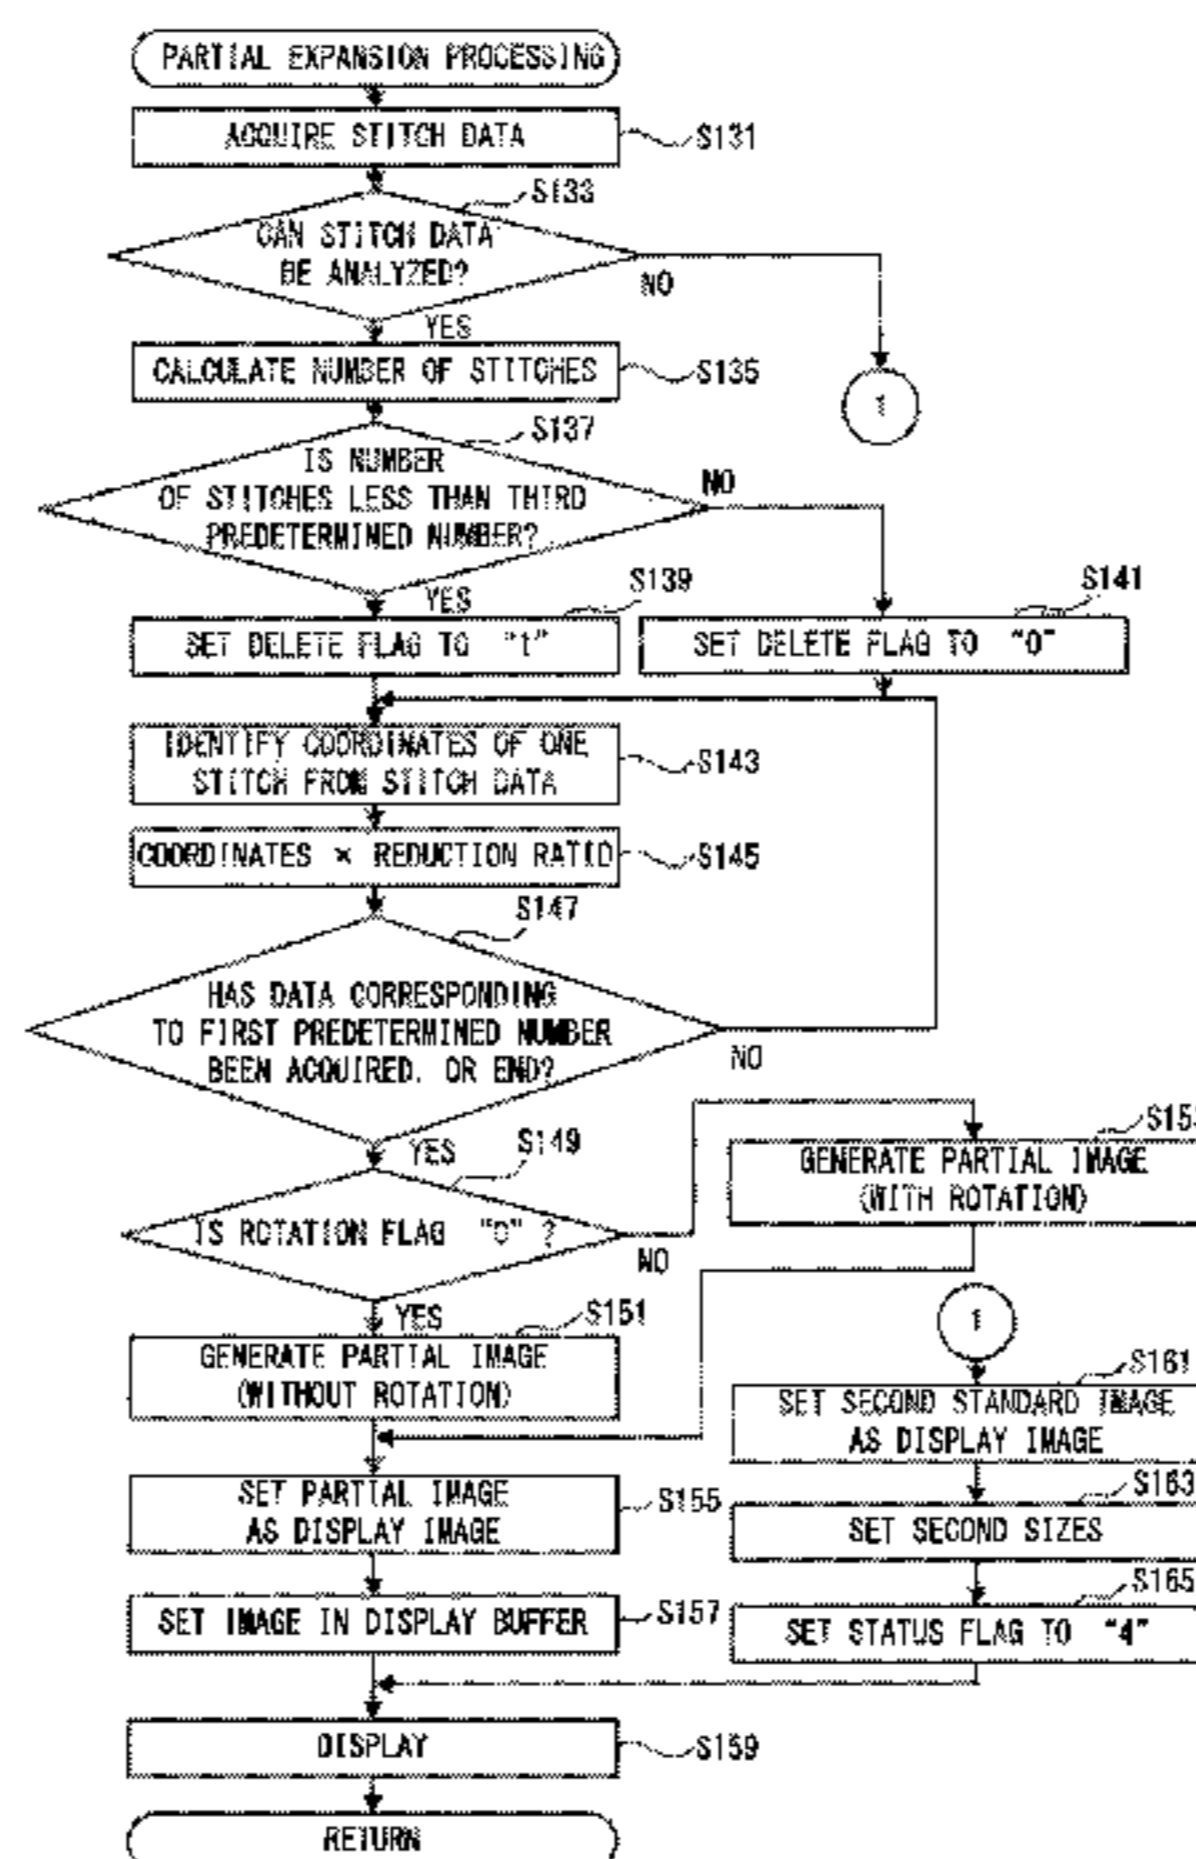 PARTIAL EXPANSION PROCESSING
ACQUIRE STITCH DATA
S131
S133
CAN STITCH DATA
BE ANALYZED?
NO
YES
CALCULATE NUMBER OF STITCHES
S135
1
S137
IS NUMBER
OF STITCHES LESS THAN THIRD
PREDETERMINED NUMBER?
NO
YES
S139
S141
SET DELETE FLAG TO "1"
SET DELETE FLAG TO "0"
IDENTIFY COORDINATES OF ONE
STITCH FROM STITCH DATA
S143
COORDINATES × REDUCTION RATIO
S145
S147
HAS DATA CORRESPONDING
TO FIRST PREDETERMINED NUMBER
BEEN ACQUIRED, OR END?
NO
YES
S149
IS ROTATION FLAG "0" ?
NO
YES
GENERATE PARTIAL IMAGE
(WITH ROTATION)
S151
GENERATE PARTIAL IMAGE
(WITHOUT ROTATION)
1
S161
SET SECOND STANDARD IMAGE
AS DISPLAY IMAGE
SET PARTIAL IMAGE
AS DISPLAY IMAGE
S155
S163
SET SECOND SIZES
SET IMAGE IN DISPLAY BUFFER
S157
S165
SET STATUS FLAG TO "4"
DISPLAY
S159
RETURN